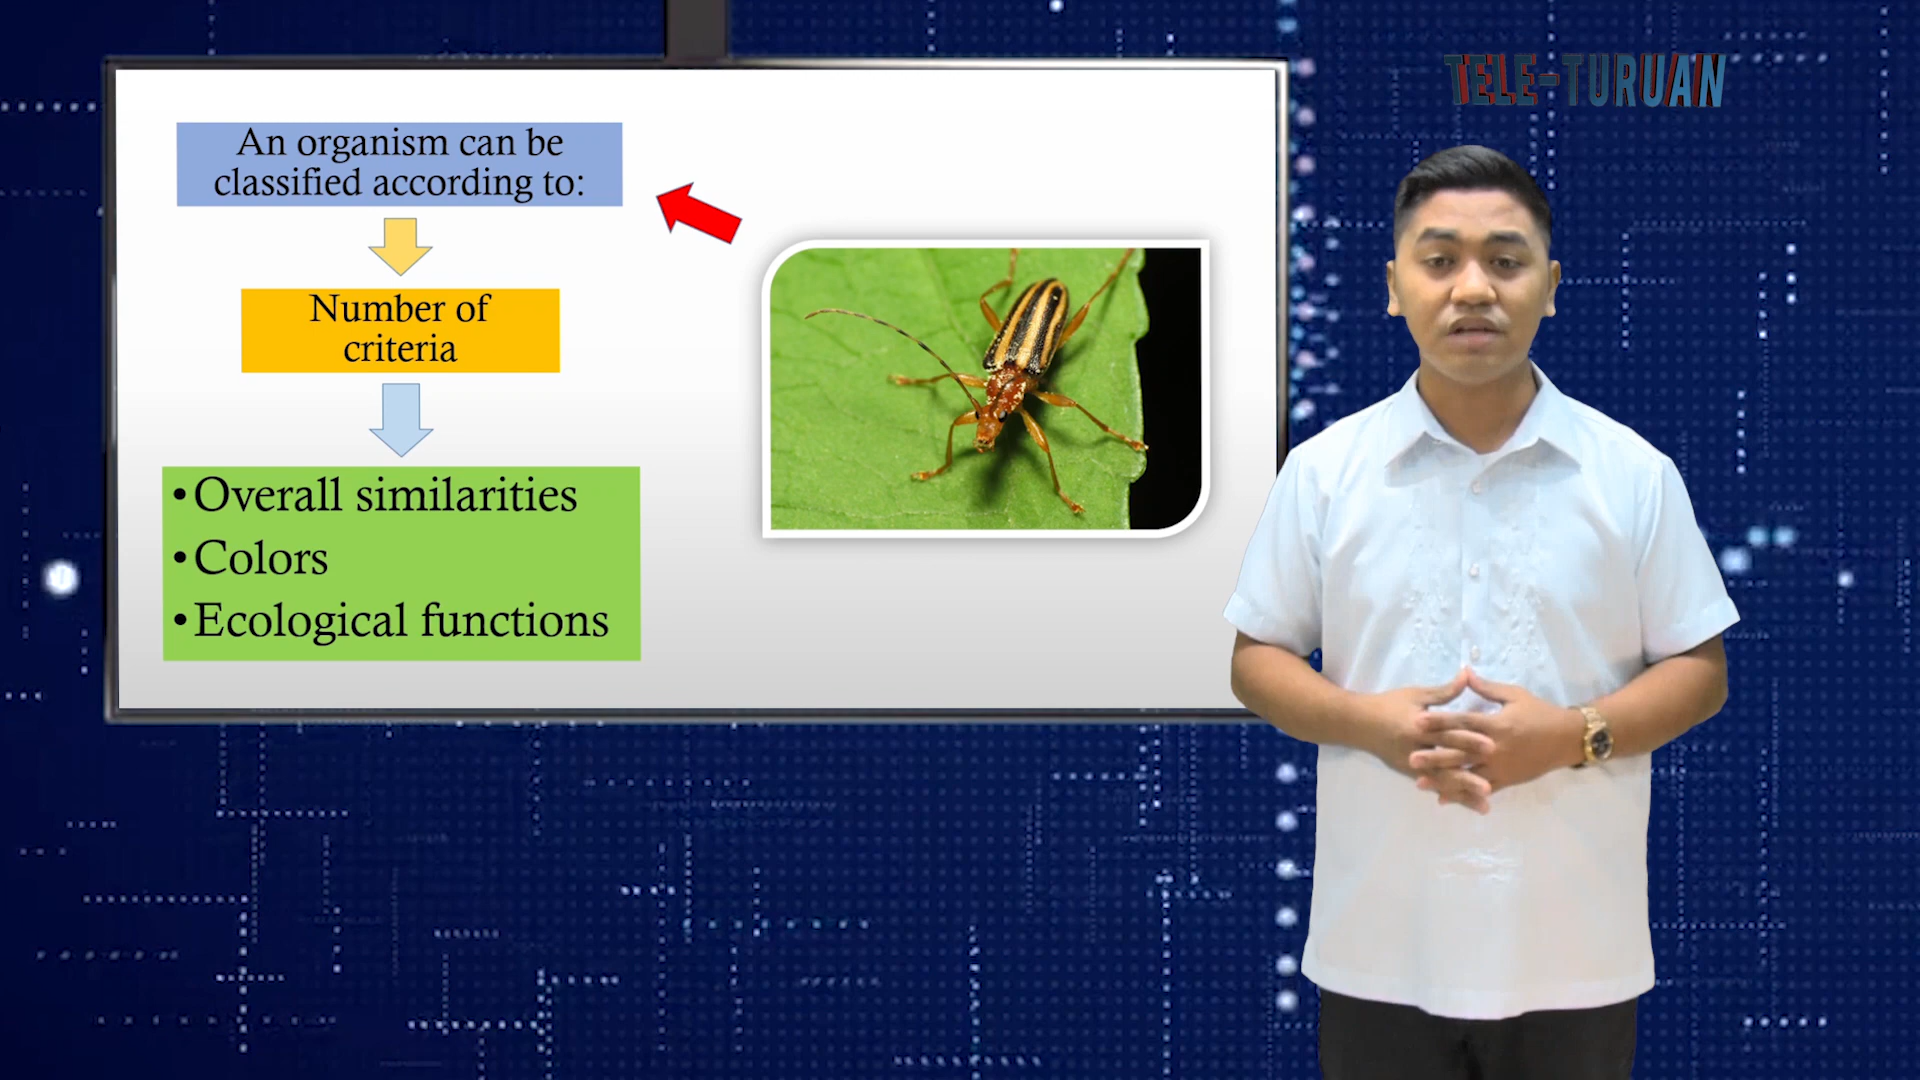 TELE-TURUAN
An organism can be
classified according to:
Number of
criteria
•Overall similarities
•Colors
•Ecological functions